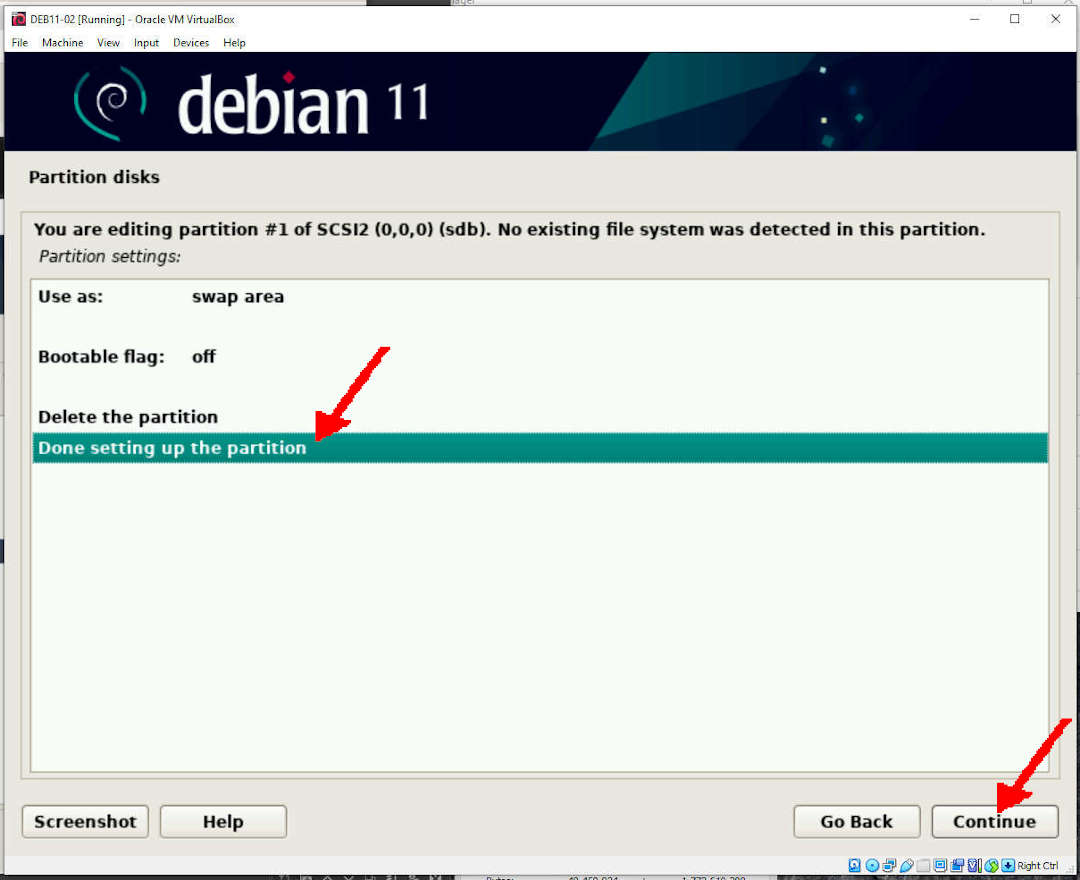 DEB11-02 [Running] - Oracle VM VirtualBox
File Machine View Input Devices Help
debian 11
Partition disks
You are editing partition #1 of SCSI2 (0,0,0) (sdb). No existing file system was detected in this partition.
Partition settings:
Use as: swap area
Bootable flag: off
Delete the partition
Done setting up the partition
Screenshot Help Go Back Continue
Right Ctrl